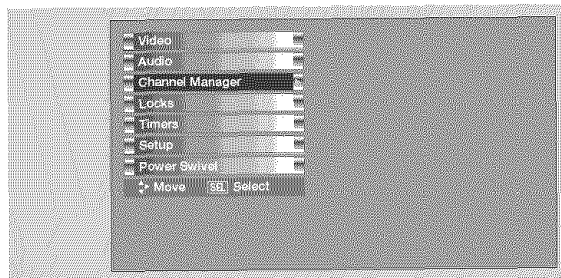 Video
Audio
Channel Manager
Locks
Timers
Setup
Power Swivel
Move SEL Select